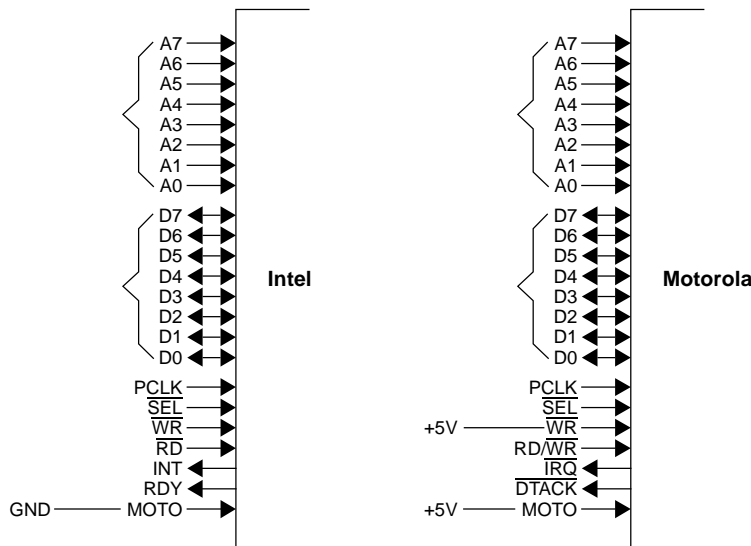 A7
A6
A5
A4
A3
A2
A1
A0
D7
D6
D5
D4
D3
D2
D1
D0
Intel
PCLK
SEL
WR
RD
INT
RDY
GND MOTO
A7
A6
A5
A4
A3
A2
A1
A0
D7
D6
D5
D4
D3
D2
D1
D0
Motorola
PCLK
SEL
+5V WR
RD/WR
IRQ
DTACK
+5V MOTO